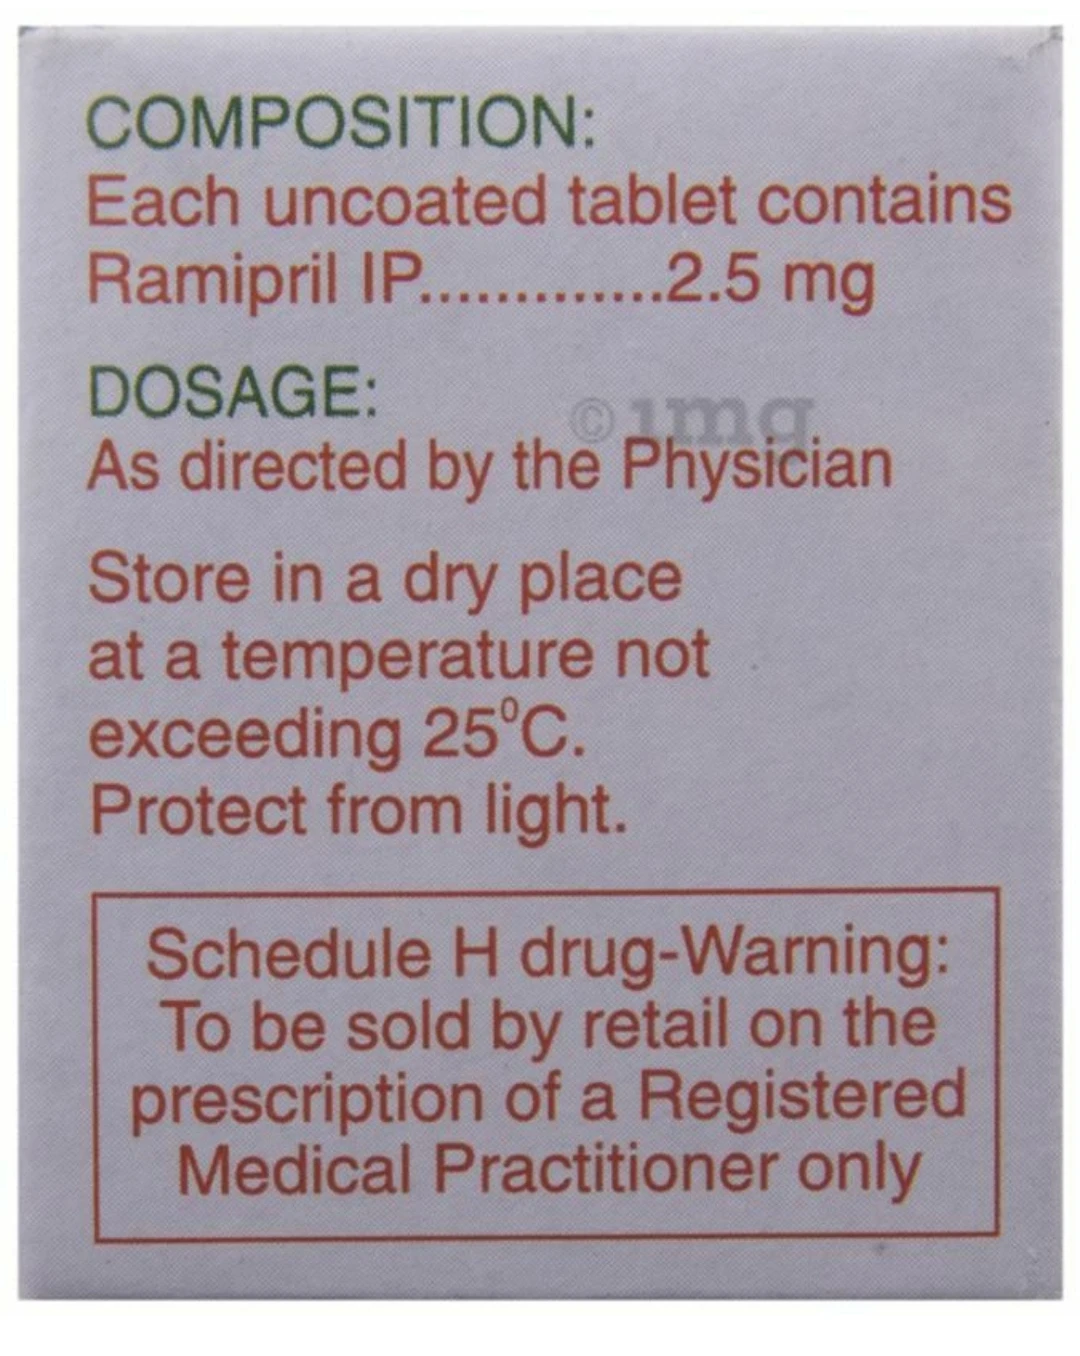 COMPOSITION:
Each uncoated tablet contains
Ramipril IP.............2.5 mg
DOSAGE:
© 1mg
As directed by the Physician
Store in a dry place
at a temperature not
exceeding 25⁰C.
Protect from light.
Schedule H drug-Warning:
To be sold by retail on the
prescription of a Registered
Medical Practitioner only